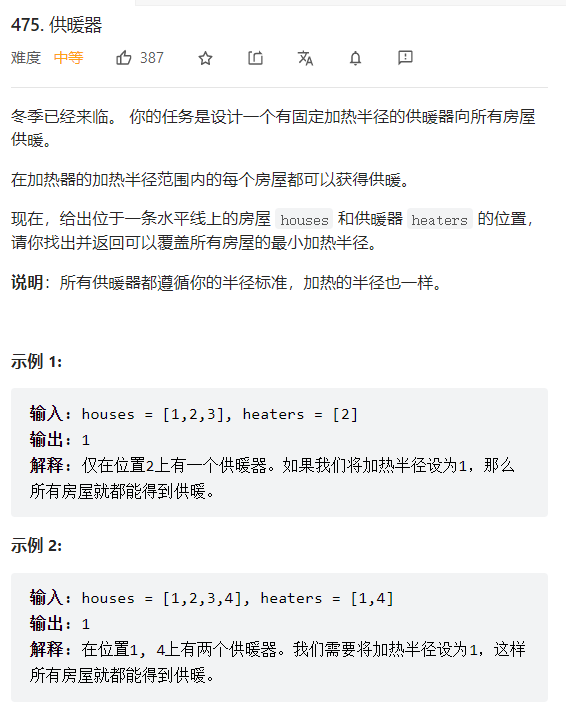 475. 供暖器
难度 中等 387
冬季已经来临。 你的任务是设计一个有固定加热半径的供暖器向所有房屋
供暖。
在加热器的加热半径范围内的每个房屋都可以获得供暖。
现在，给出位于一条水平线上的房屋 houses 和供暖器 heaters 的位置，
请你找出并返回可以覆盖所有房屋的最小加热半径。
说明：所有供暖器都遵循你的半径标准，加热的半径也一样。
示例 1:
输入：houses = [1,2,3], heaters = [2]
输出：1
解释：仅在位置2上有一个供暖器。如果我们将加热半径设为1，那么
所有房屋就都能得到供暖。
示例 2:
输入：houses = [1,2,3,4], heaters = [1,4]
输出：1
解释：在位置1, 4上有两个供暖器。我们需要将加热半径设为1，这样
所有房屋就都能得到供暖。